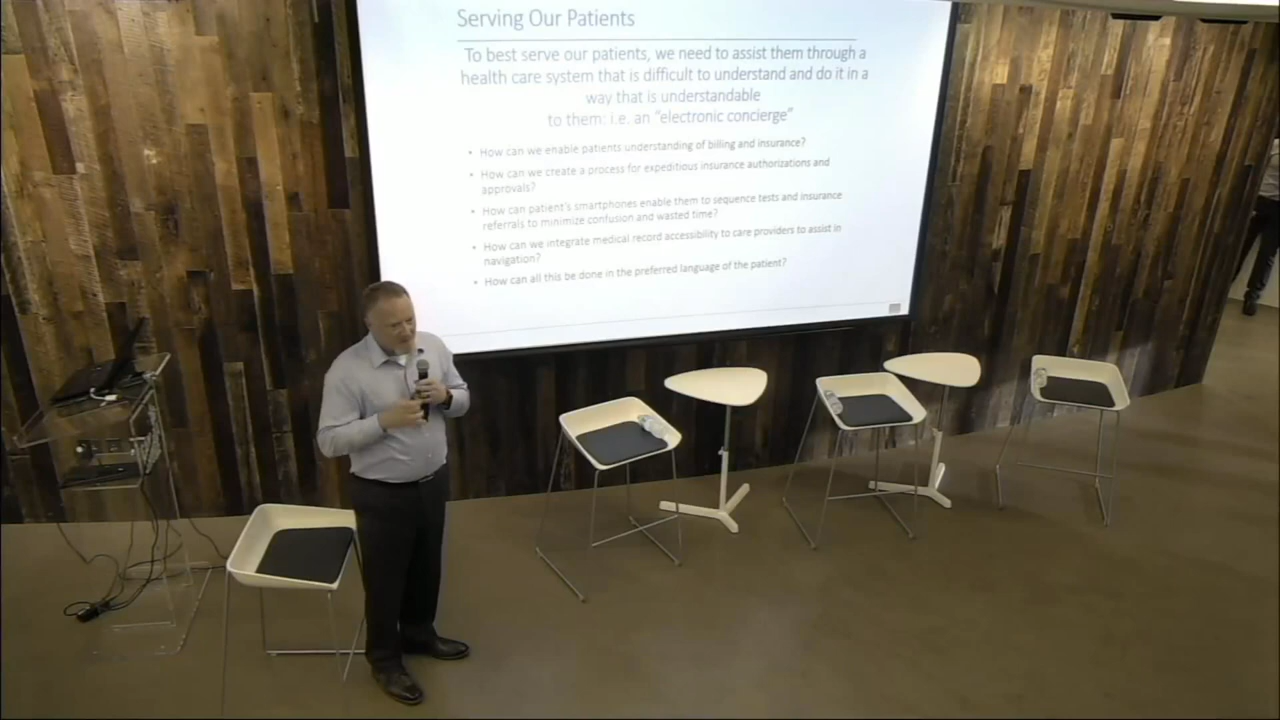 Serving Our Patients
To best serve our patients, we need to assist them through a
health care system that is difficult to understand and do it in a
way that is understandable
to them: i.e. an "electronic concierge"
• How can we enable patients understanding of billing and insurance?
• How can we create a process for expeditious insurance authorizations and
approvals?
• How can patient's smartphones enable them to sequence tests and insurance
referrals to minimize confusion and wasted time?
• How can we integrate medical record accessibility to care providers to assist in
navigation?
• How can all this be done in the preferred language of the patient?